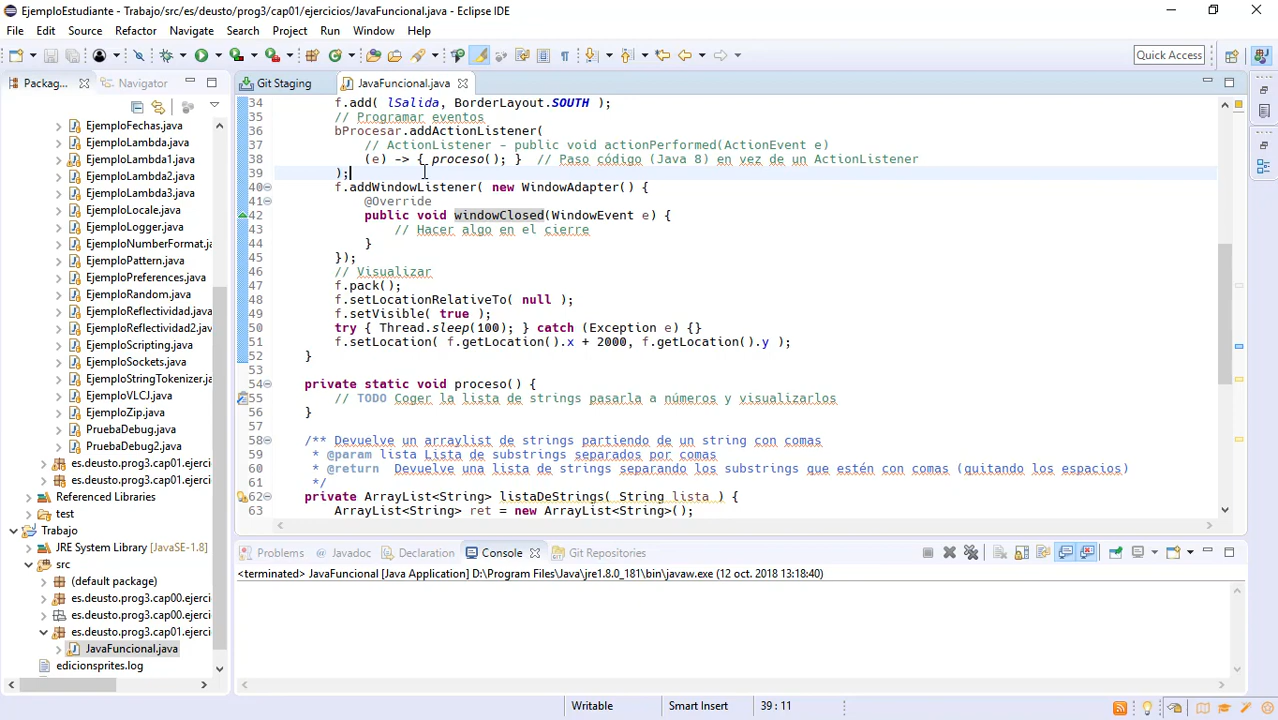 EjemploEstudiante - Trabajo/src/es/deusto/prog3/cap01/ejercicios/JavaFuncional.java - Eclipse IDE
File Edit Source Refactor Navigate Search Project Run Window Help
Quick Access
Packag... Navigator
EjemploFechas.java
EjemploLambda.java
EjemploLambda1.java
EjemploLambda2.java
EjemploLambda3.java
EjemploLocale.java
EjemploLogger.java
EjemploNumberFormat.ja
EjemploPattern.java
EjemploPreferences.java
EjemploRandom.java
EjemploReflectividad.java
EjemploReflectividad2.java
EjemploScripting.java
EjemploSockets.java
EjemploStringTokenizer.ja
EjemploVLCJ.java
EjemploZip.java
PruebaDebug.java
PruebaDebug2.java
es.deusto.prog3.cap01.ejerci
es.deusto.prog3.cap01.ejerci
Referenced Libraries
test
Trabajo
JRE System Library [JavaSE-1.8]
src
(default package)
es.deusto.prog3.cap00.ejerci
es.deusto.prog3.cap00.ejerci
es.deusto.prog3.cap01.ejerci
JavaFuncional.java
edicionsprites.log
Git Staging JavaFuncional.java
34 f.add( lSalida, BorderLayout.SOUTH );
35 // Programar eventos
36 bProcesar.addActionListener(
37 // ActionListener - public void actionPerformed(ActionEvent e)
38 (e) -> { proceso(); } // Paso código (Java 8) en vez de un ActionListener
39 );
40 f.addWindowListener( new WindowAdapter() {
41 @Override
42 public void windowClosed(WindowEvent e) {
43 // Hacer algo en el cierre
44 }
45 });
46 // Visualizar
47 f.pack();
48 f.setLocationRelativeTo( null );
49 f.setVisible( true );
50 try { Thread.sleep(100); } catch (Exception e) {}
51 f.setLocation( f.getLocation().x + 2000, f.getLocation().y );
52 }
53
54 private static void proceso() {
55 // TODO Coger la lista de strings pasarla a números y visualizarlos
56 }
58 /** Devuelve un arraylist de strings partiendo de un string con comas
59 * @param lista Lista de substrings separados por comas
60 * @return Devuelve una lista de strings separando los substrings que estén con comas (quitando los espacios)
61 */
62 private ArrayList<String> listaDeStrings( String lista ) {
63 ArrayList<String> ret = new ArrayList<String>();
Problems Javadoc Declaration Console Git Repositories
<terminated> JavaFuncional [Java Application] D:\Program Files\Java\jre1.8.0_181\bin\javaw.exe (12 oct. 2018 13:18:40)
Writable Smart Insert 39 : 11